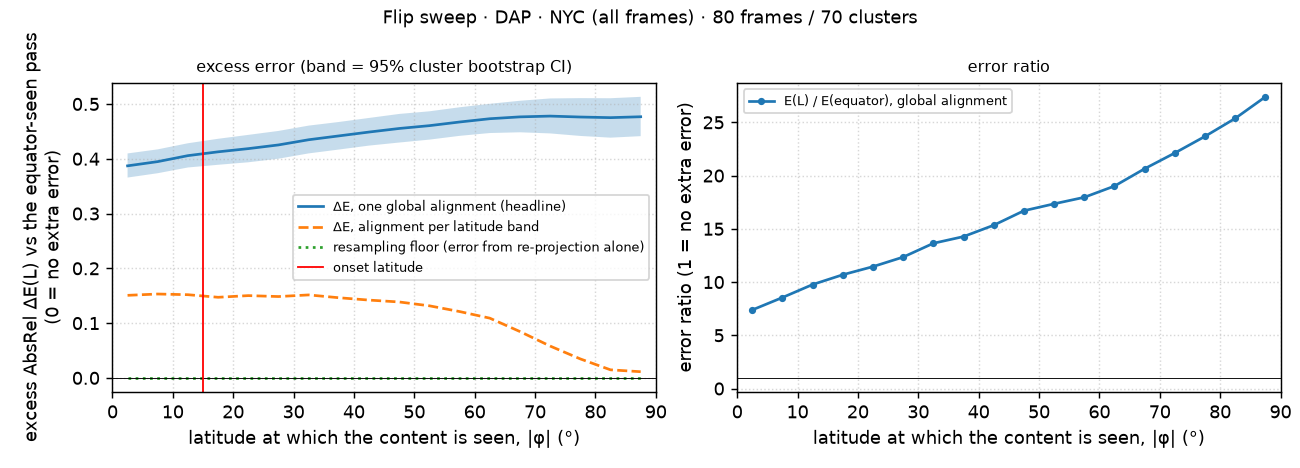 Flip sweep · DAP · NYC (all frames) · 80 frames / 70 clusters
excess error (band = 95% cluster bootstrap CI)
excess AbsRel ΔE(L) vs the equator-seen pass
(0 = no extra error)
0.5
0.4
0.3
0.2
0.1
0.0
ΔE, one global alignment (headline)
ΔE, alignment per latitude band
resampling floor (error from re-projection alone)
onset latitude
0 10 20 30 40 50 60 70 80 90
latitude at which the content is seen, |φ| (°)
error ratio
error ratio (1 = no extra error)
25
20
15
10
5
0
E(L) / E(equator), global alignment
0 10 20 30 40 50 60 70 80 90
latitude at which the content is seen, |φ| (°)